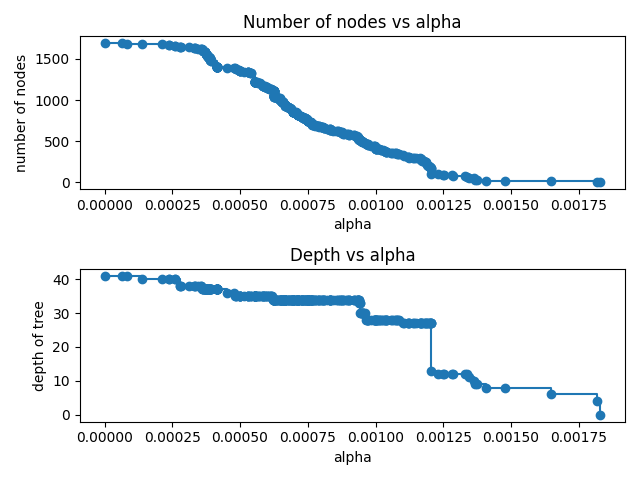 Number of nodes vs alpha
number of nodes
1500
1000
500
0
0.00000 0.00025 0.00050 0.00075 0.00100 0.00125 0.00150 0.00175
alpha
Depth vs alpha
depth of tree
40
30
20
10
0
0.00000 0.00025 0.00050 0.00075 0.00100 0.00125 0.00150 0.00175
alpha